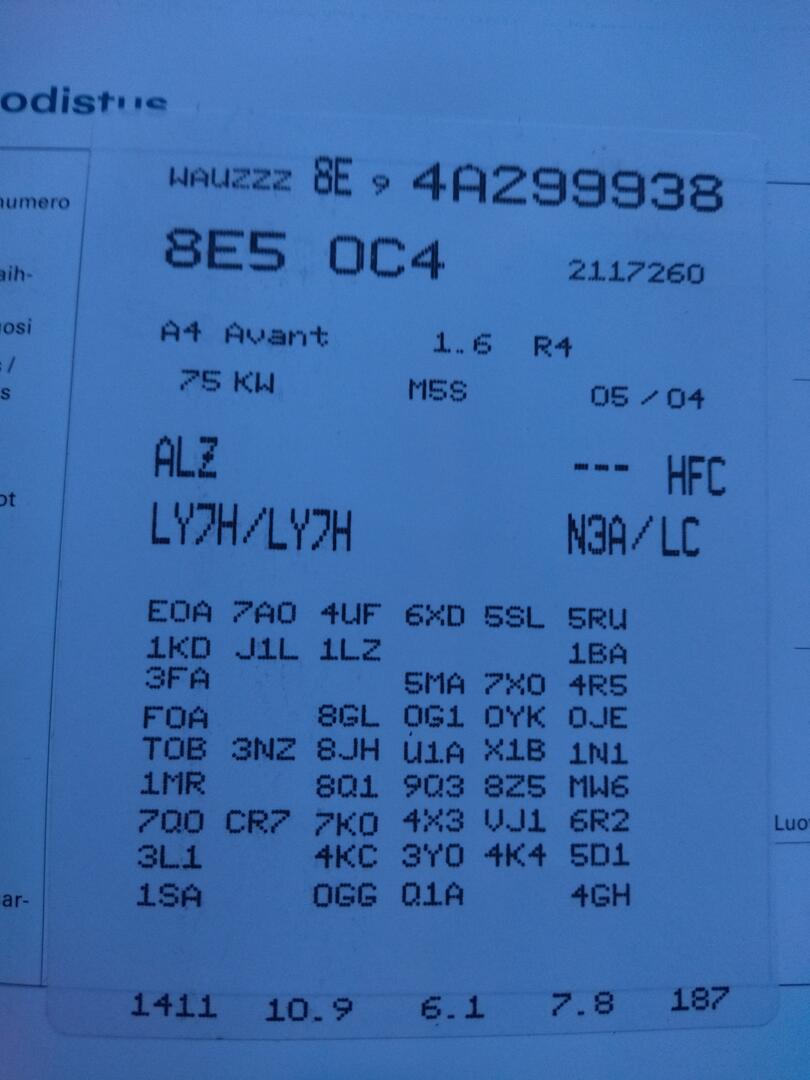 odistus
WAUZZZ 8E 9 4A299938
numero
8E5 0C4 2117260
aih-
A4 Avant 1.6 R4
osi
75 KW M5S 05/04
/
s
ALZ --- HFC
ot
LY7H/LY7H N3A/LC
E0A 7A0 4UF 6XD 5SL 5RU
1KD J1L 1LZ 1BA
3FA 5MA 7X0 4R5
F0A 8GL 0G1 0YK 0JE
T0B 3NZ 8JH U1A X1B 1N1
1MR 8Q1 9Q3 8Z5 MW6
7Q0 CR7 7K0 4X3 VJ1 6R2
Luo
3L1 4KC 3Y0 4K4 5D1
1SA 0GG Q1A 4GH
ar-
1411 10.9 6.1 7.8 187